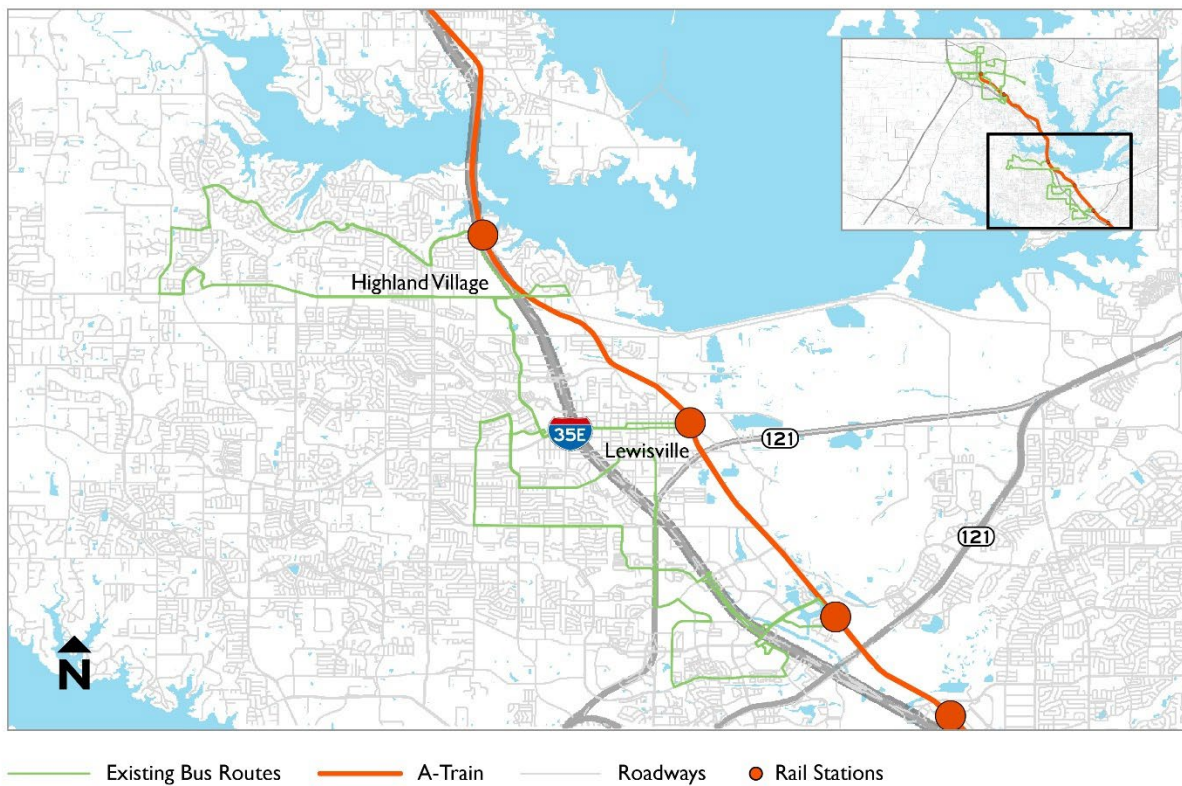 Highland Village
35E
Lewisville
121
121
N
Existing Bus Routes
A-Train
Roadways
Rail Stations